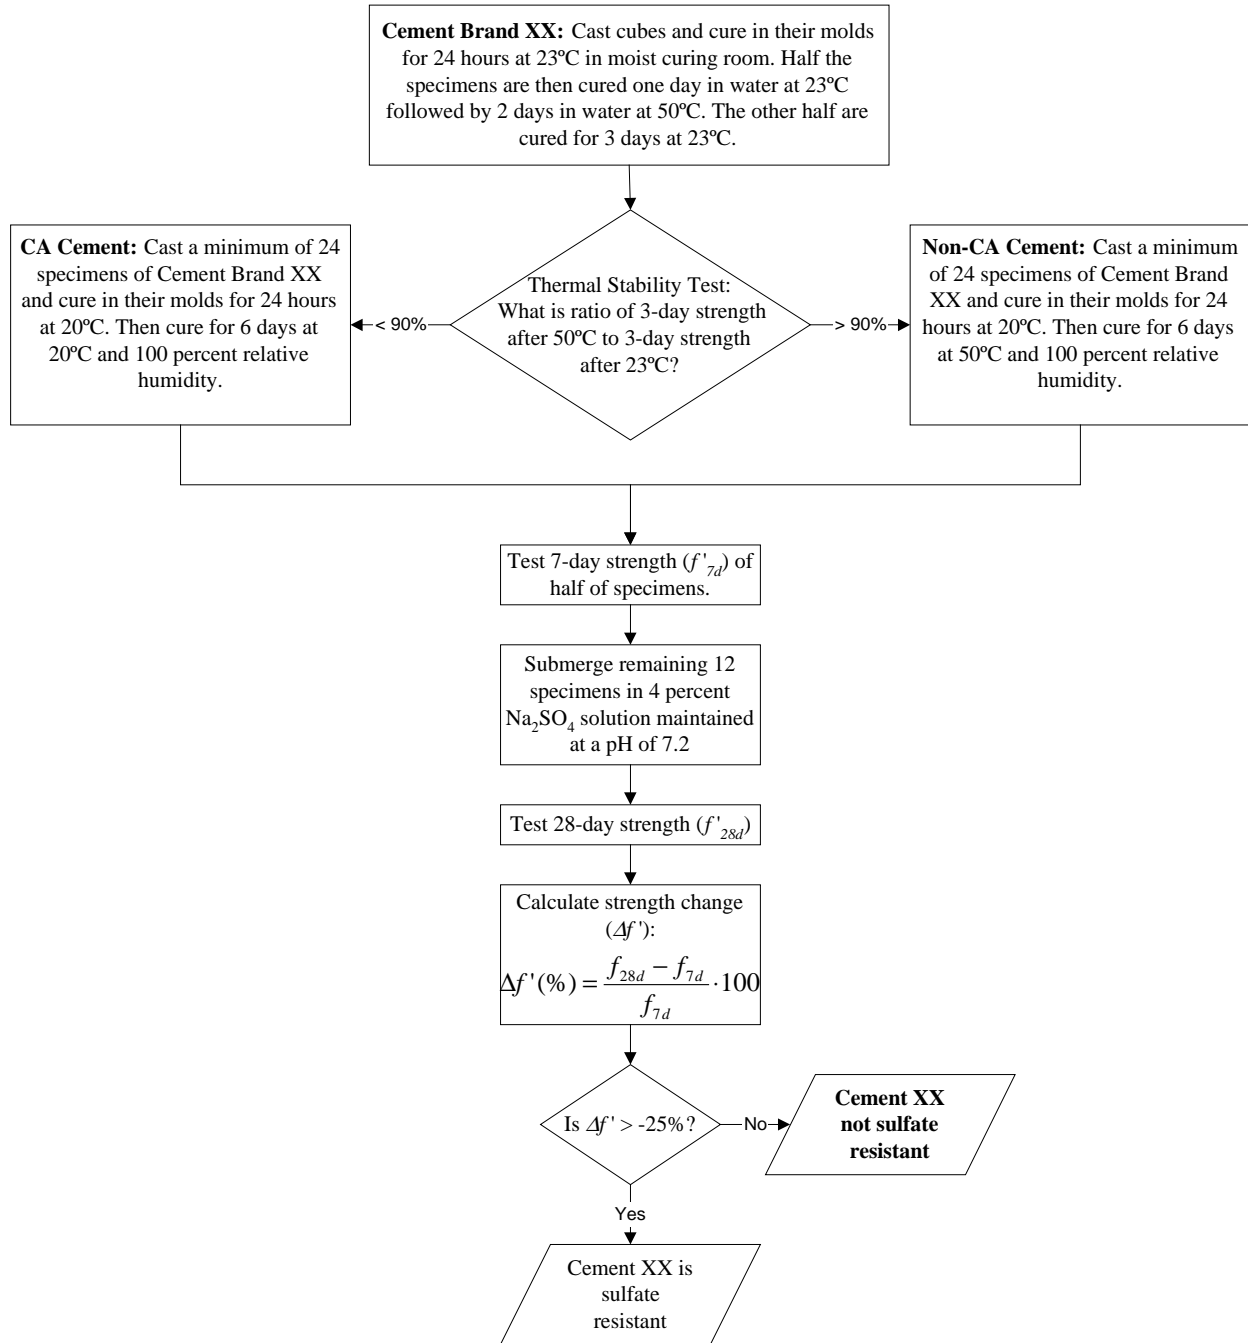 Cement Brand XX: Cast cubes and cure in their molds
for 24 hours at 23ºC in moist curing room. Half the
specimens are then cured one day in water at 23ºC
followed by 2 days in water at 50ºC. The other half are
cured for 3 days at 23ºC.
CA Cement: Cast a minimum of 24
specimens of Cement Brand XX
and cure in their molds for 24 hours
at 20ºC. Then cure for 6 days at
20ºC and 100 percent relative
humidity.
< 90%
Thermal Stability Test:
What is ratio of 3-day strength
after 50ºC to 3-day strength
after 23ºC?
> 90%
Non-CA Cement: Cast a minimum
of 24 specimens of Cement Brand
XX and cure in their molds for 24
hours at 20ºC. Then cure for 6 days
at 50ºC and 100 percent relative
humidity.
Test 7-day strength (f'7d) of
half of specimens.
Submerge remaining 12
specimens in 4 percent
Na₂SO₄ solution maintained
at a pH of 7.2
Test 28-day strength (f'28d)
Calculate strength change
(Δf'):
Δf'(%) = (f28d − f7d) / f7d · 100
Is Δf' > -25%?
No
Cement XX
not sulfate
resistant
Yes
Cement XX is
sulfate
resistant